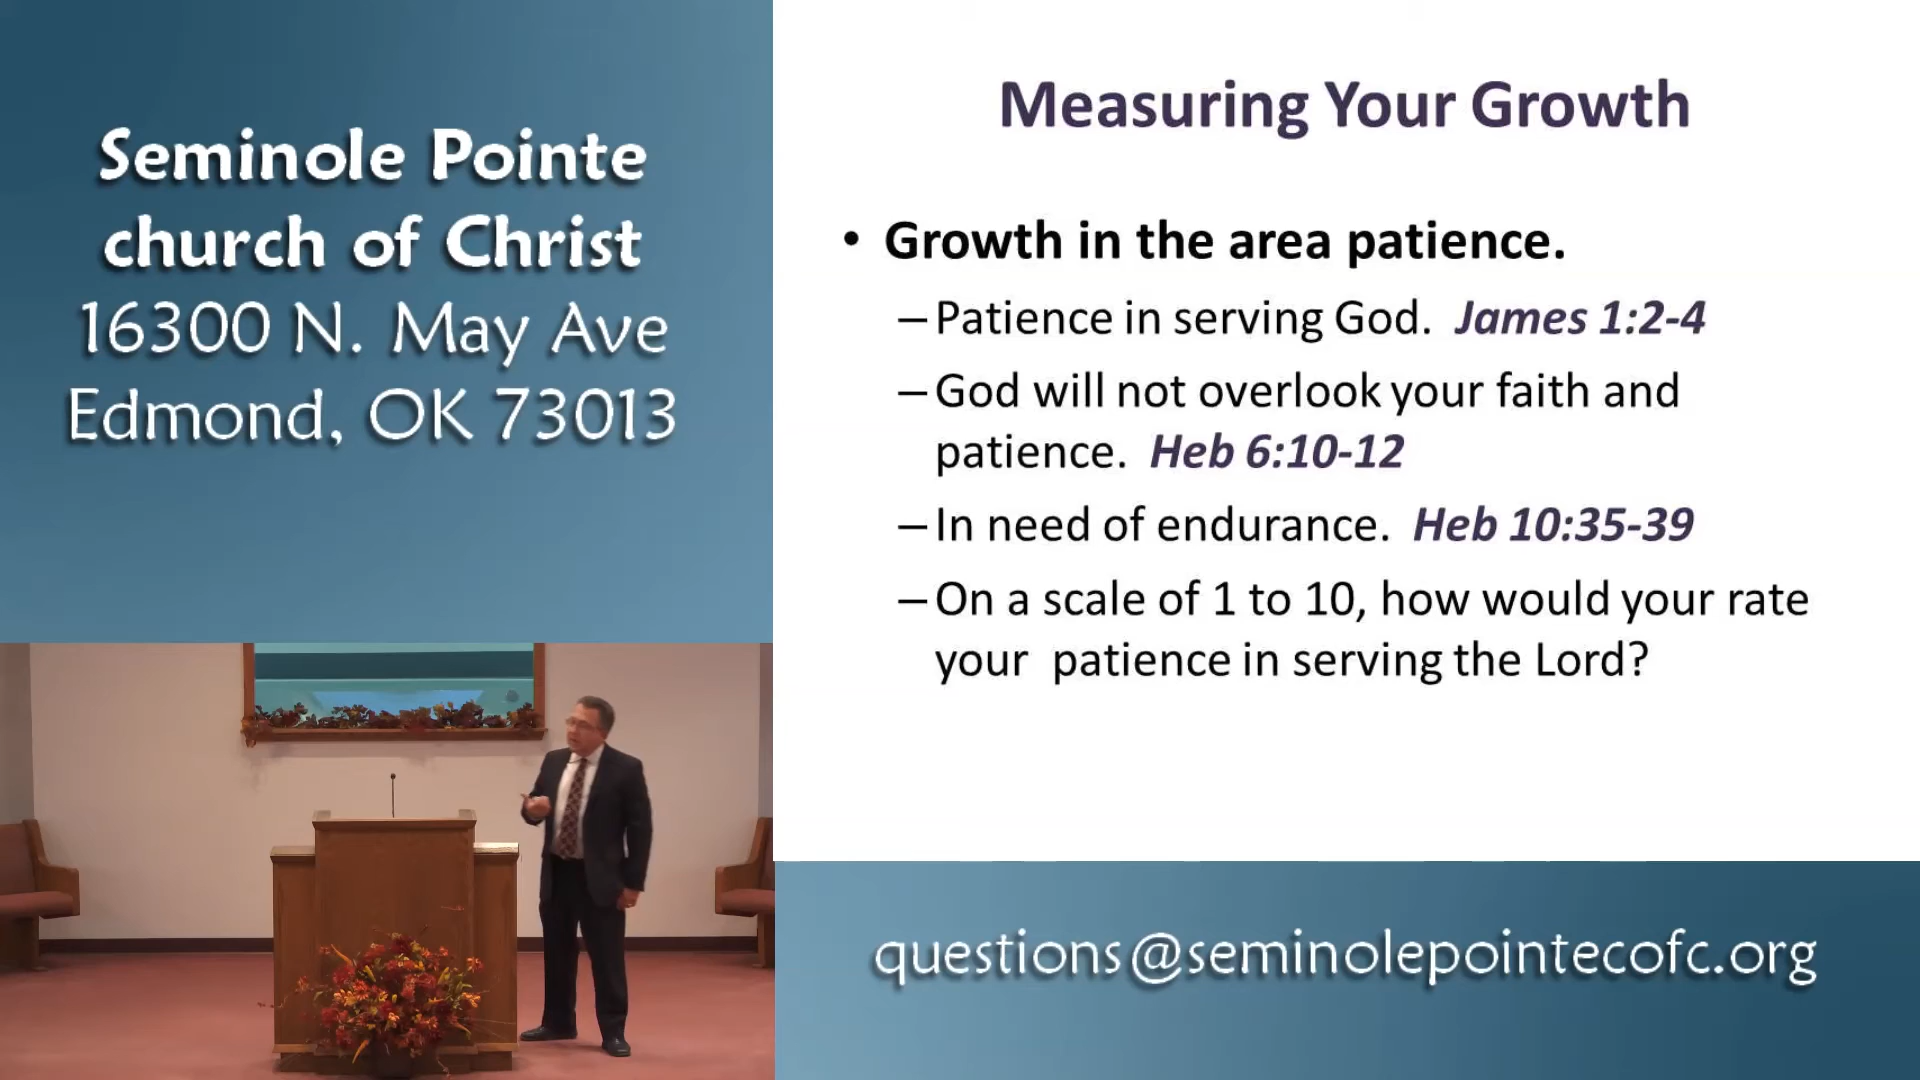 Seminole Pointe
church of Christ
16300 N. May Ave
Edmond, OK 73013
Measuring Your Growth
• Growth in the area patience.
–Patience in serving God. James 1:2-4
–God will not overlook your faith and
patience. Heb 6:10-12
–In need of endurance. Heb 10:35-39
–On a scale of 1 to 10, how would your rate
your patience in serving the Lord?
questions@seminolepointecofc.org